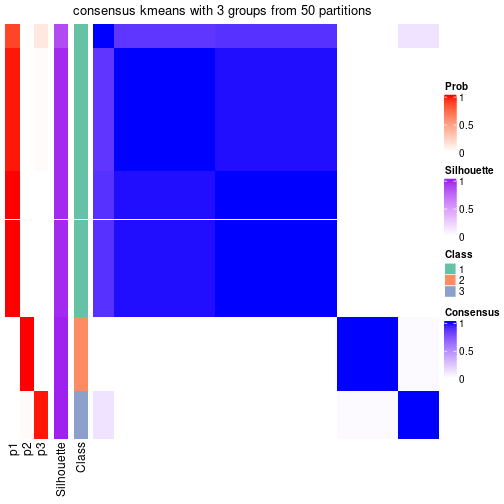 consensus kmeans with 3 groups from 50 partitions
Prob
1
0.5
0
Silhouette
1
0.5
0
Class
1
2
3
Consensus
1
0.5
0
p1
p2
p3
Silhouette
Class